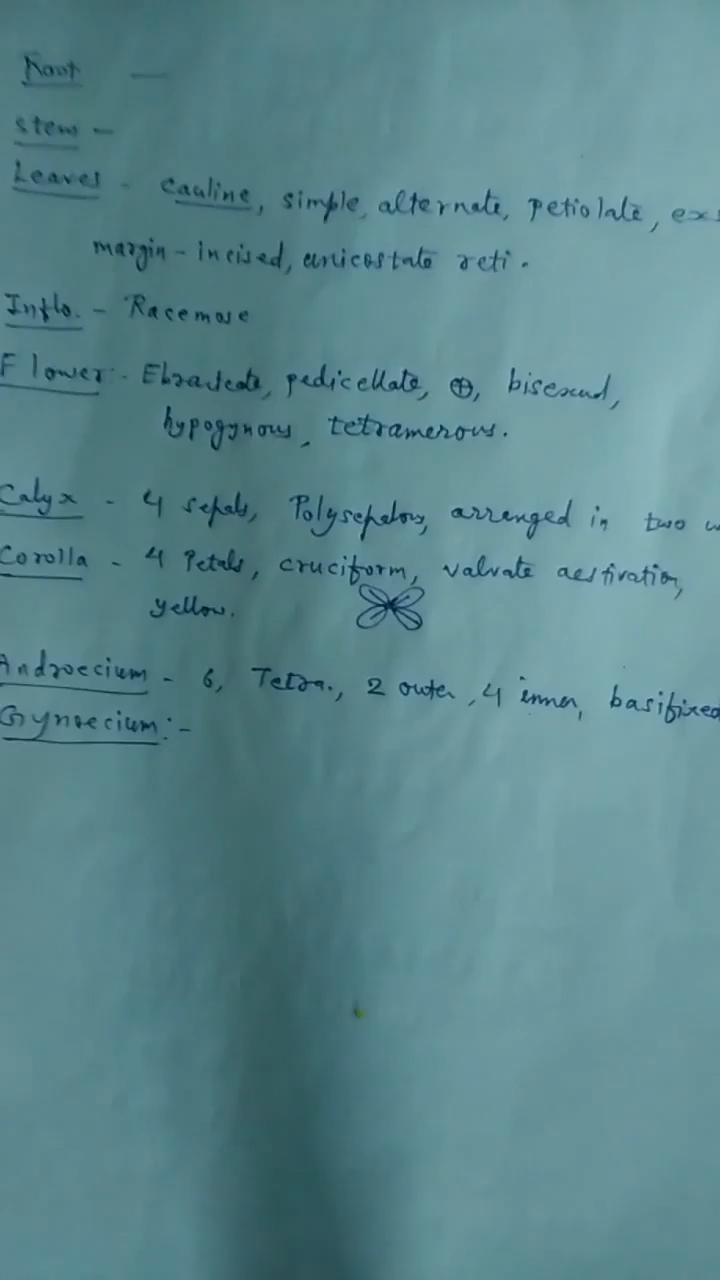 Root —
Stem -
Leaves - cauline, simple, alternate, petiolate, exs
margin - incised, unicostate reti.
Inflo. - Racemose
Flower:- Ebracteate, pedicellate, ⊕, bisexual,
hypogynous, tetramerous.
Calyx - 4 sepals, Polysepalous, arranged in two w
Corolla - 4 Petals, cruciform, valvate aestivation,
yellow.
Androecium - 6, Tetra., 2 outer, 4 inner, basifixed
Gynoecium:-